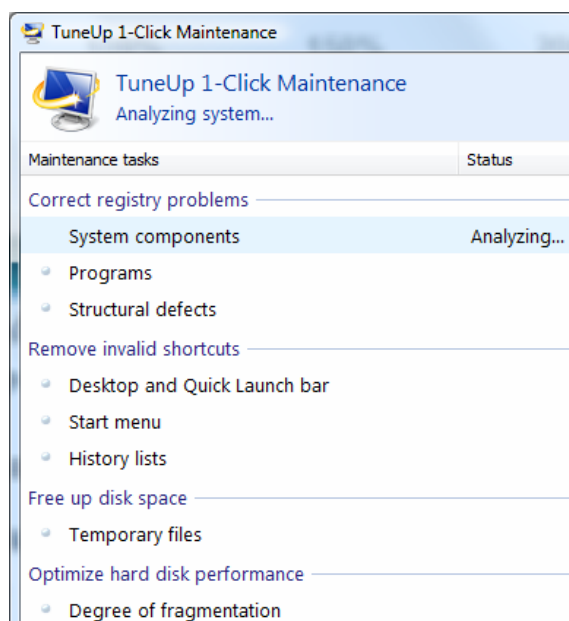 TuneUp 1-Click Maintenance
TuneUp 1-Click Maintenance
Analyzing system...
Maintenance tasks Status
Correct registry problems
System components Analyzing...
Programs
Structural defects
Remove invalid shortcuts
Desktop and Quick Launch bar
Start menu
History lists
Free up disk space
Temporary files
Optimize hard disk performance
Degree of fragmentation